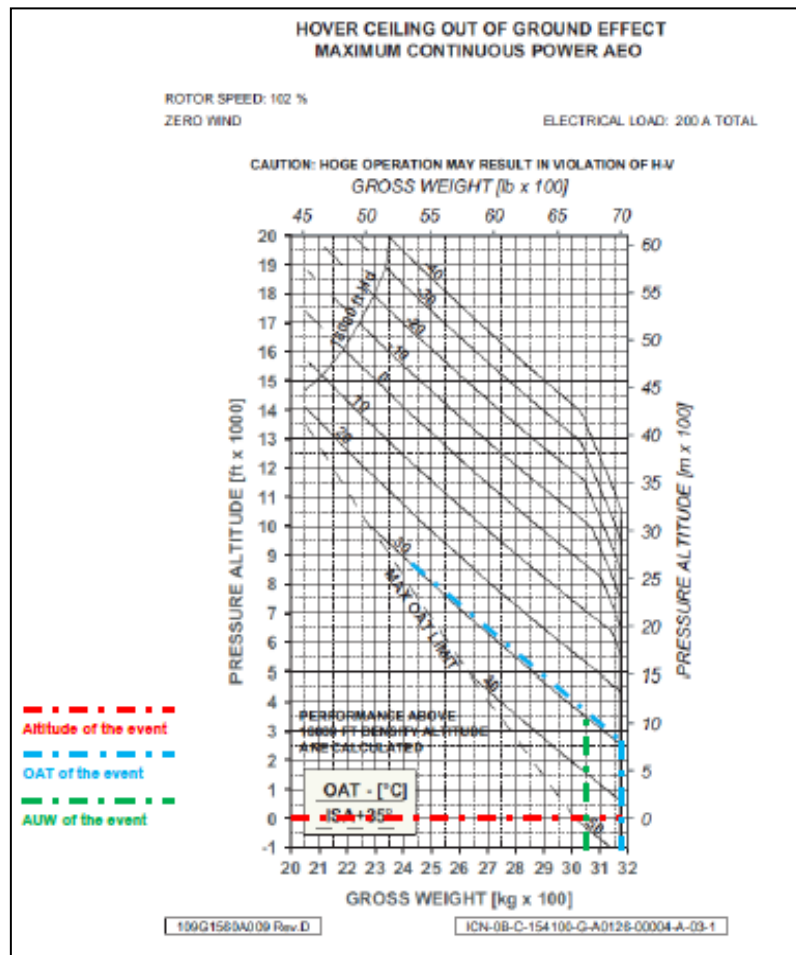 HOVER CEILING OUT OF GROUND EFFECT
MAXIMUM CONTINUOUS POWER AEO
ROTOR SPEED: 102 %
ZERO WIND ELECTRICAL LOAD: 200 A TOTAL
CAUTION: HOGE OPERATION MAY RESULT IN VIOLATION OF H-V
GROSS WEIGHT [lb x 100]
45 50 55 60 65 70
PRESSURE ALTITUDE [ft x 1000]
20
19
18
17
16
15
14
13
12
11
10
9
8
7
6
5
4
3
2
1
0
-1
60
55
50
45
40
35
30
25
20
15
10
5
0
PRESSURE ALTITUDE [m x 100]
18000 ft Hd
-40
-30
-20
-10
0
10
20
30
40
50
MAX OAT LIMIT
PERFORMANCE ABOVE
10000 FT DENSITY ALTITUDE
ARE CALCULATED
OAT - [°C]
ISA+35°
Altitude of the event
OAT of the event
AUW of the event
20 21 22 23 24 25 26 27 28 29 30 31 32
GROSS WEIGHT [kg x 100]
109G1560A009 Rev.D ICN-0B-C-154100-G-A0126-00004-A-03-1